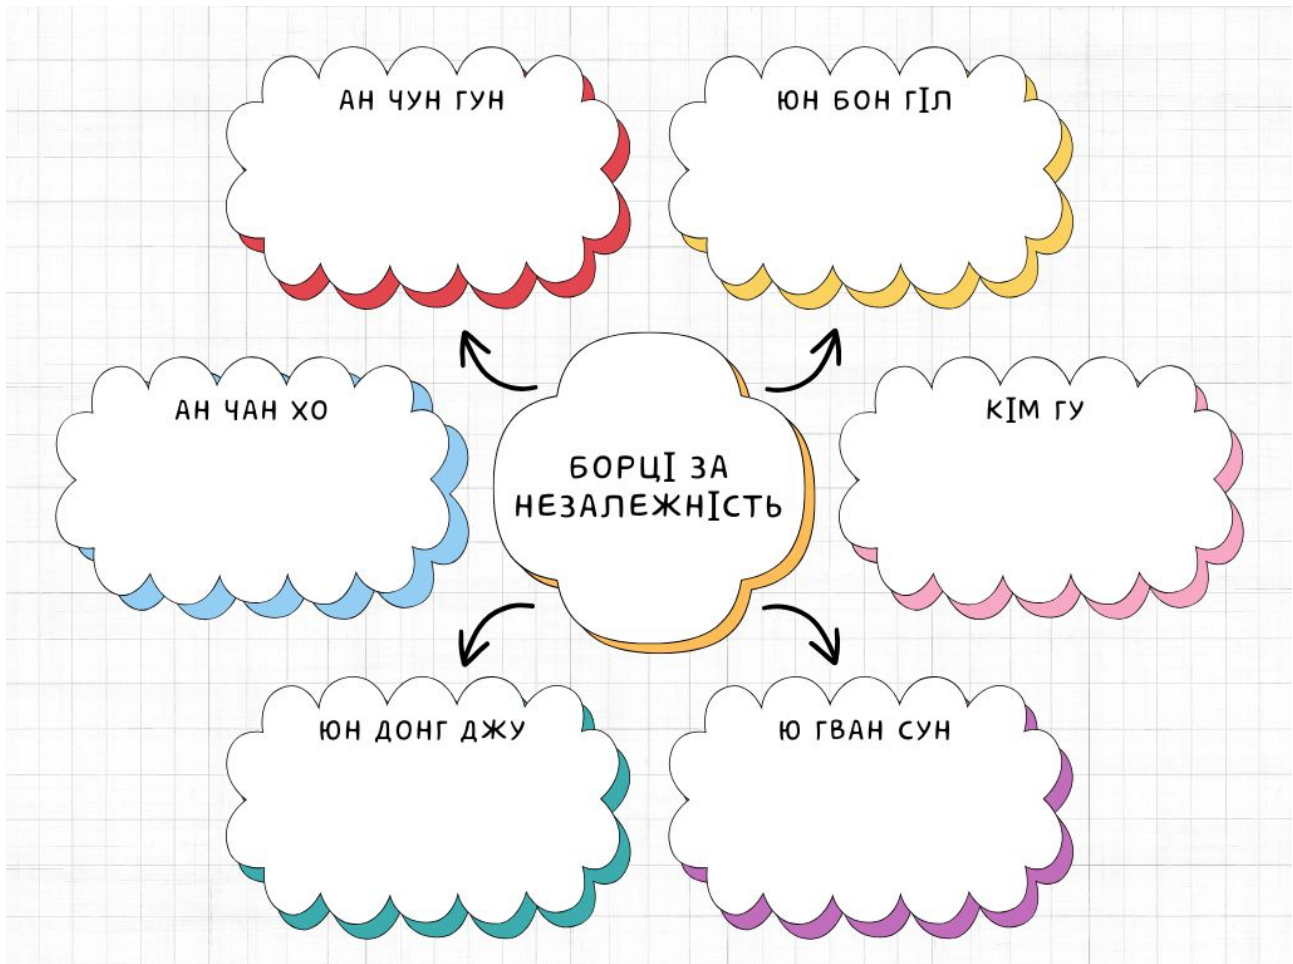 АН ЧУН ГУН
ЮН БОН ГІЛ
АН ЧАН ХО
БОРЦІ ЗА
НЕЗАЛЕЖНІСТЬ
КІМ ГУ
ЮН ДОНГ ДЖУ
Ю ГВАН СУН